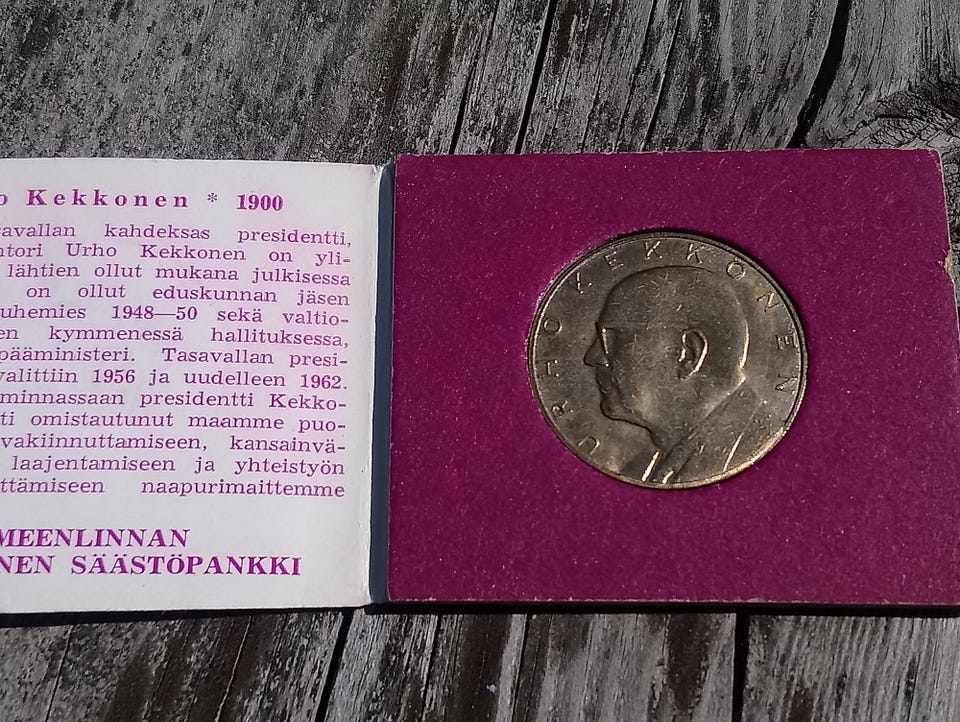 o Kekkonen * 1900
savallan kahdeksas presidentti,
ntori Urho Kekkonen on yli-
lähtien ollut mukana julkisessa
on ollut eduskunnan jäsen
uhemies 1948—50 sekä valtio-
en kymmenessä hallituksessa,
pääministeri. Tasavallan presi-
valittiin 1956 ja uudelleen 1962.
minnassaan presidentti Kekko-
ti omistautunut maamme puo-
vakiinnuttamiseen, kansainvä-
laajentamiseen ja yhteistyön
ttämiseen naapurimaittemme
MEENLINNAN
NEN SÄÄSTÖPANKKI
URHO KEKKONEN